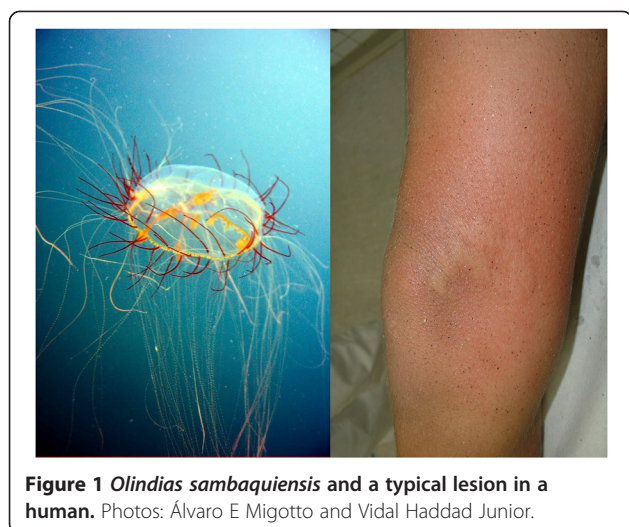 Figure 1 Olindias sambaquiensis and a typical lesion in a
human. Photos: Álvaro E Migotto and Vidal Haddad Junior.